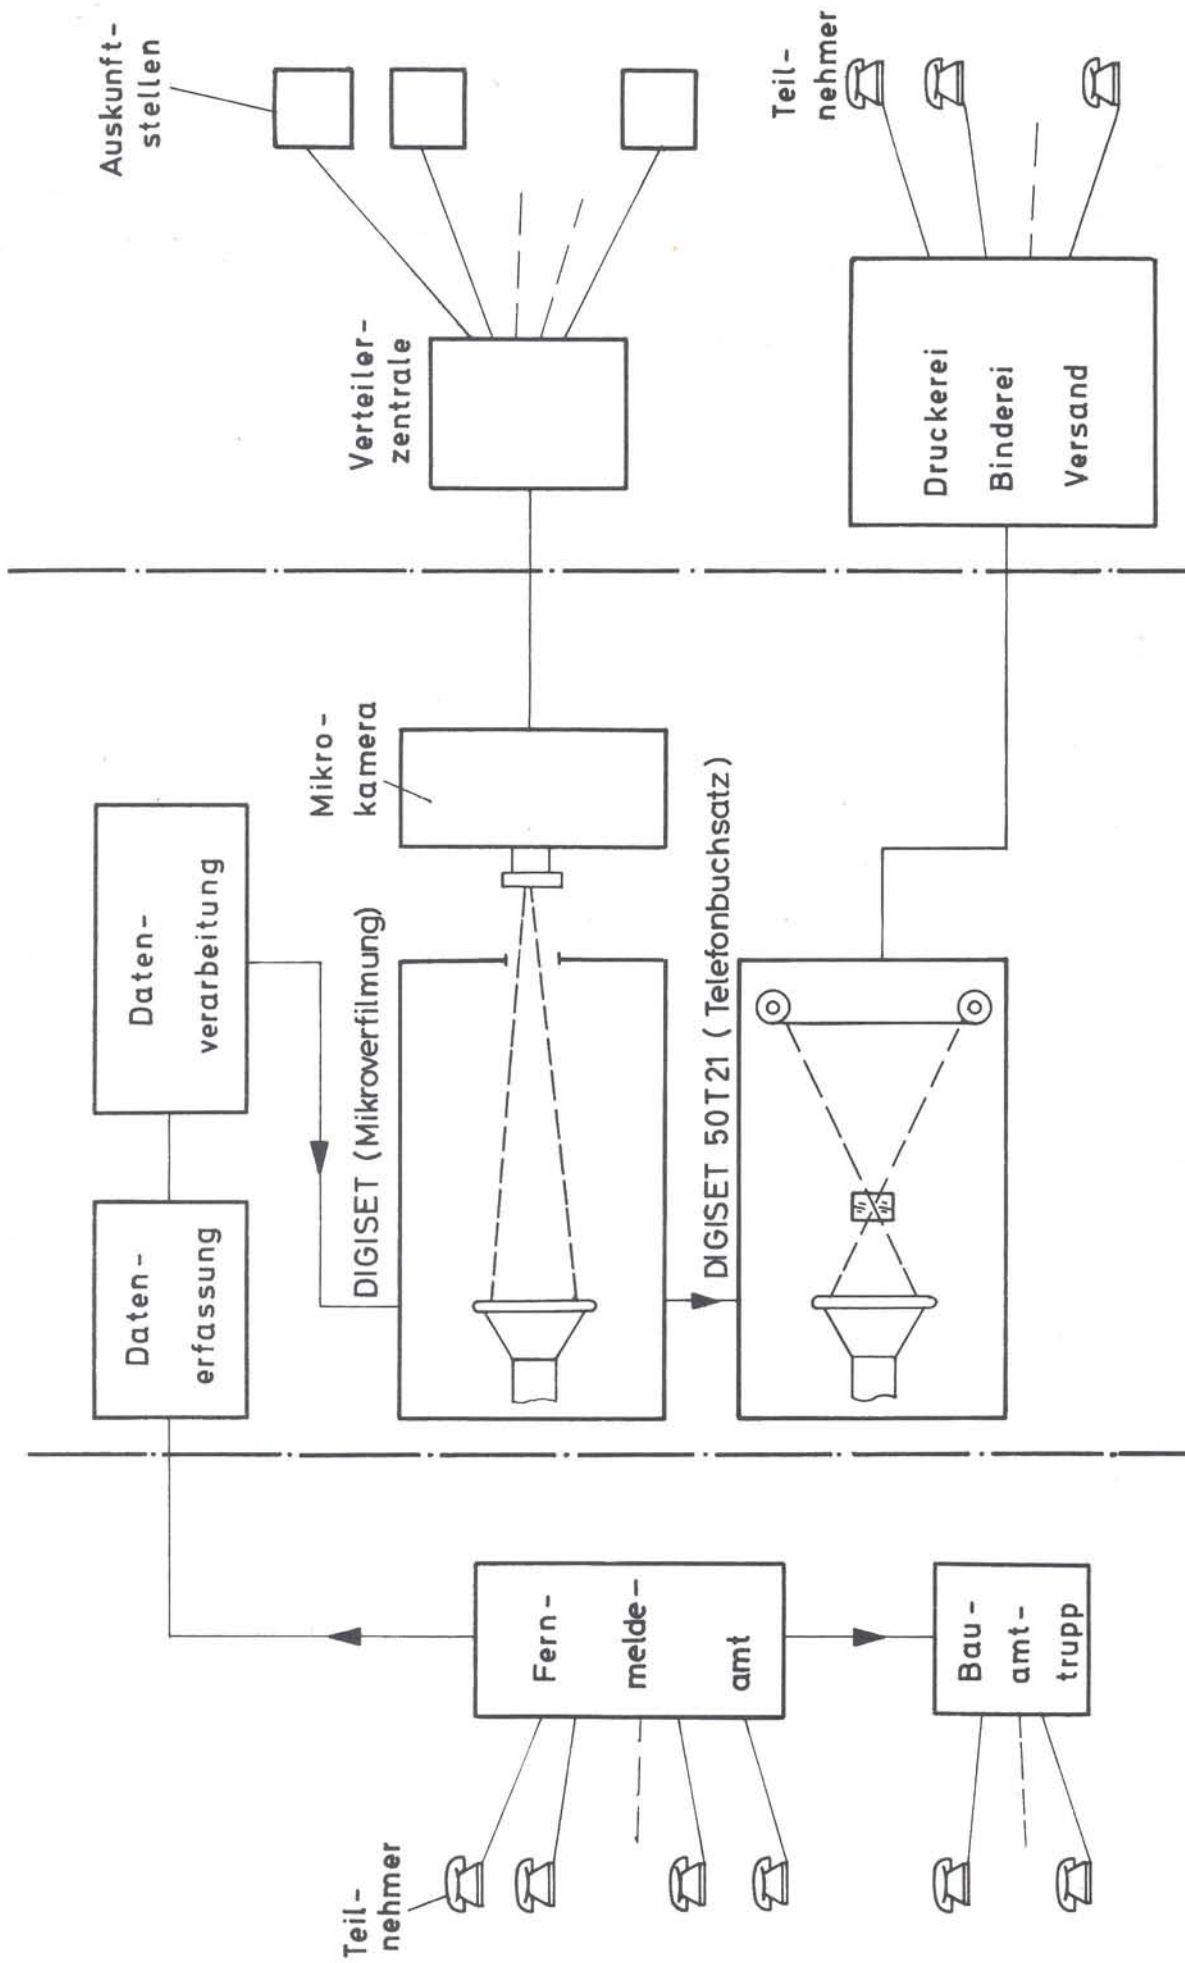 Teil-
nehmer
Fern-
melde-
amt
Bau-
amt-
trupp
Daten-
erfassung
Daten-
verarbeitung
DIGISET (Mikroverfilmung)
Mikro-
kamera
DIGISET 50T21 (Telefonbuchsatz)
Verteiler-
zentrale
Auskunft-
stellen
Druckerei
Binderei
Versand
Teil-
nehmer